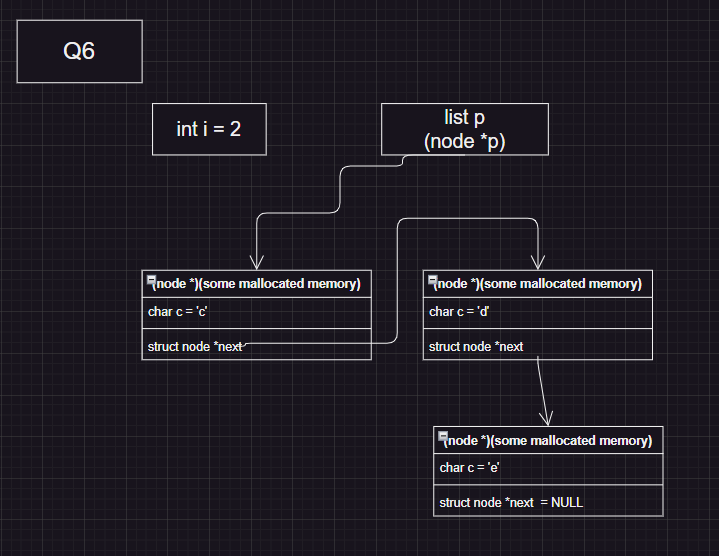 Q6
int i = 2
list p
(node *p)
(node *)(some mallocated memory)
char c = 'c'
struct node *next
(node *)(some mallocated memory)
char c = 'd'
struct node *next
(node *)(some mallocated memory)
char c = 'e'
struct node *next = NULL